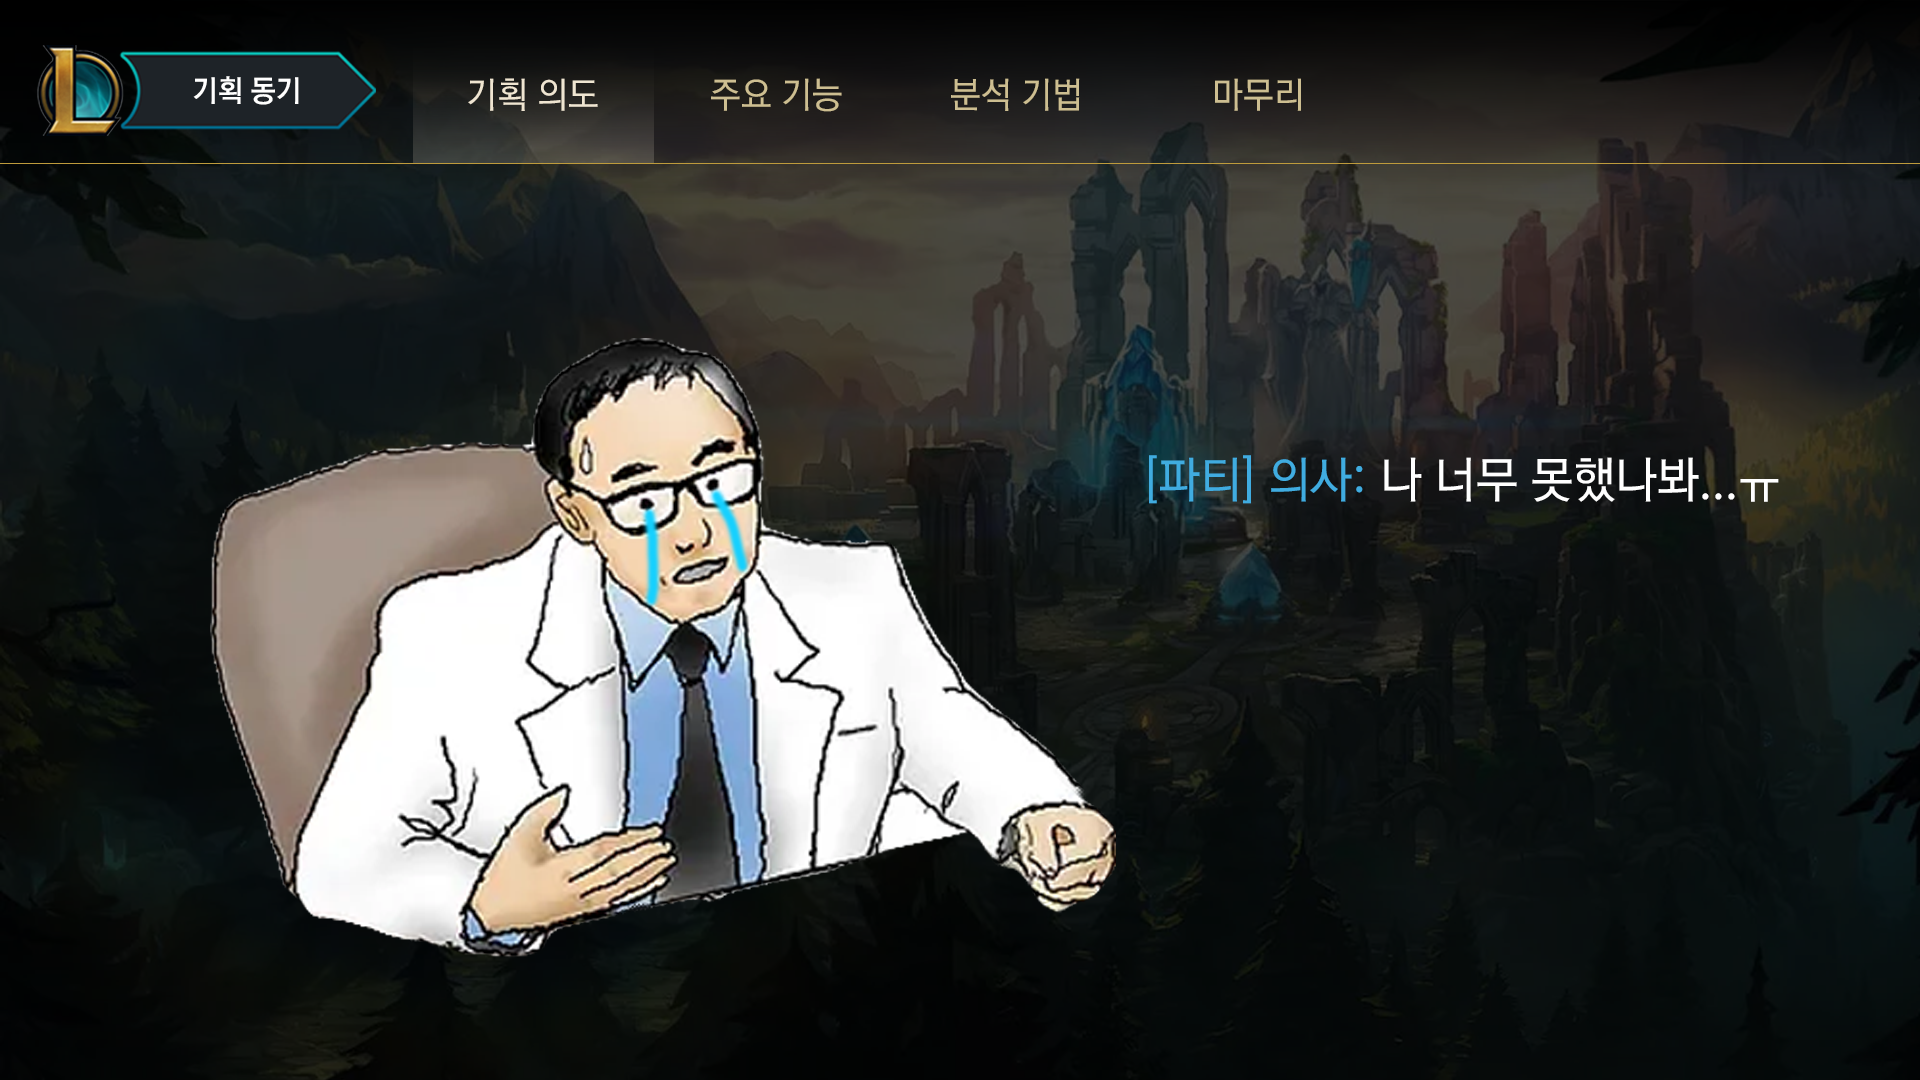 기획 동기
기획 의도
주요 기능
분석 기법
마무리
[파티] 의사: 나 너무 못했나봐...ㅠ